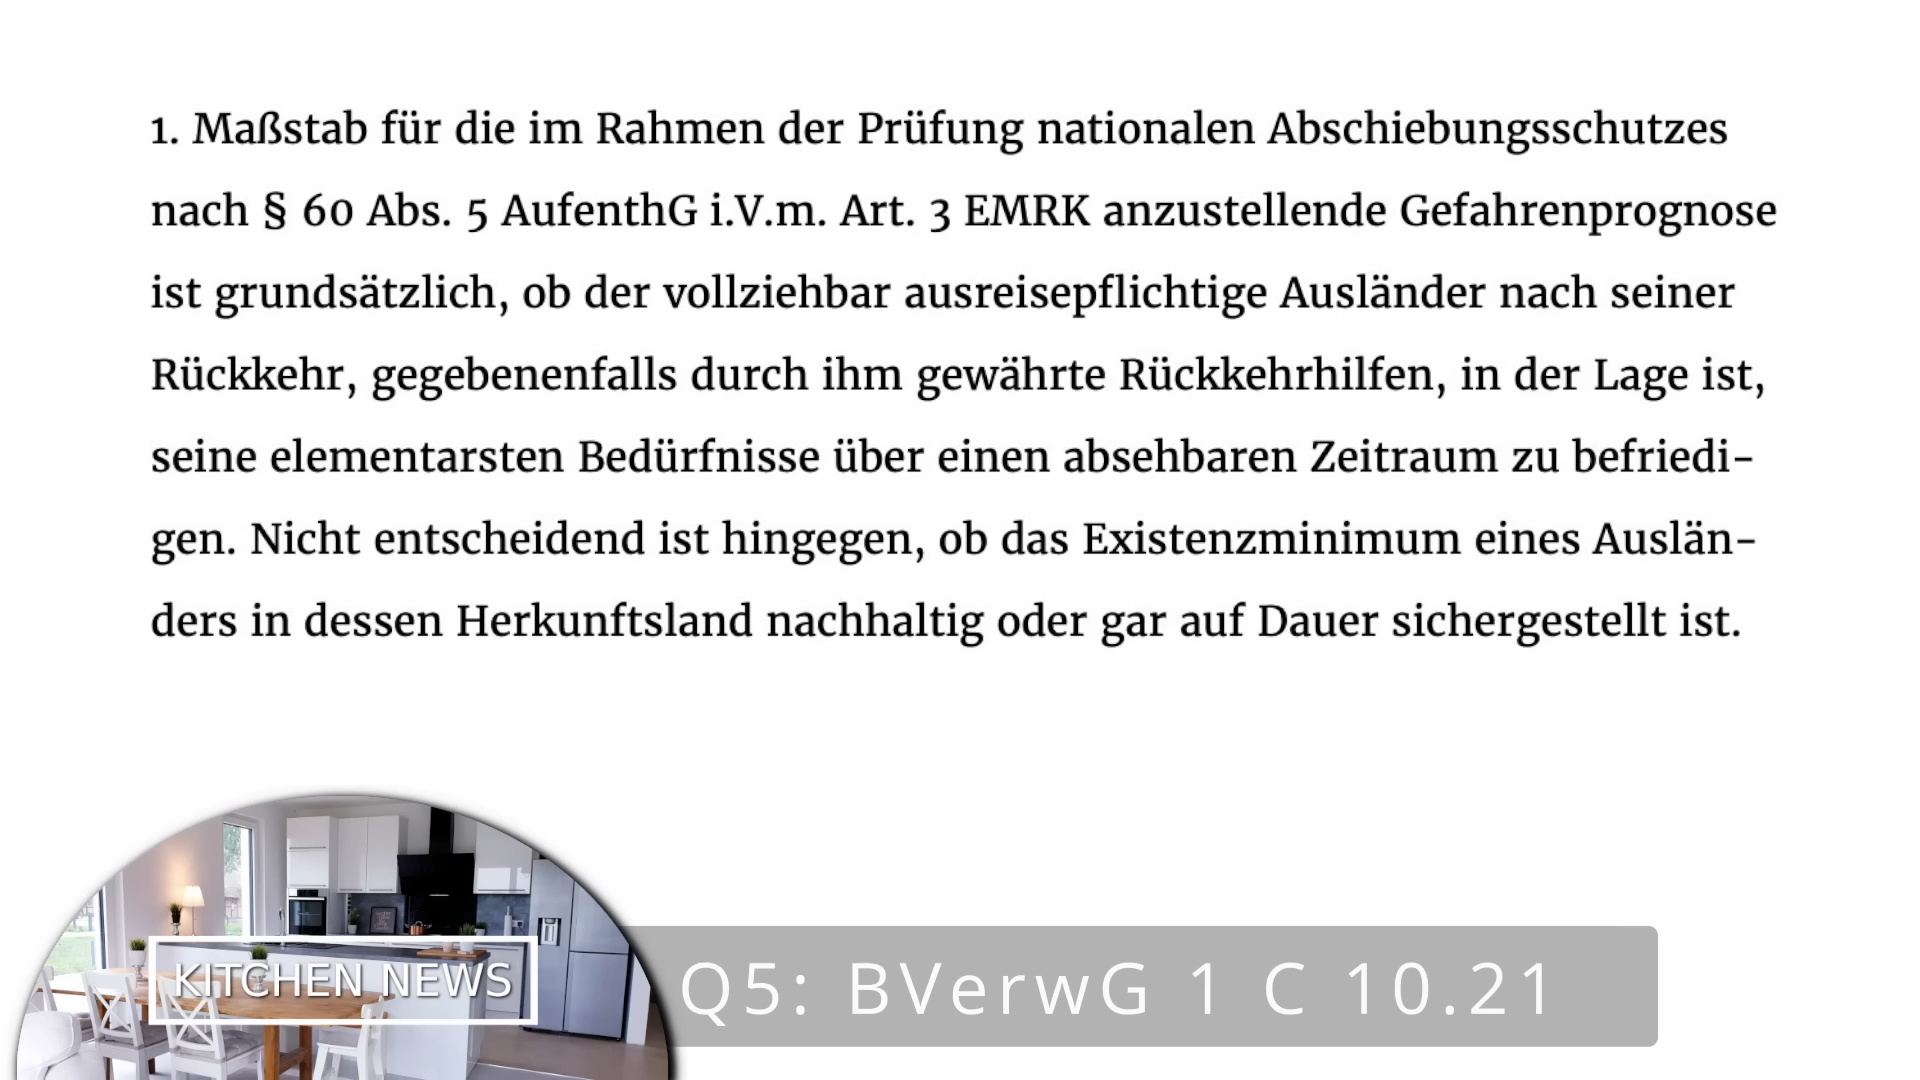 1. Maßstab für die im Rahmen der Prüfung nationalen Abschiebungsschutzes
nach § 60 Abs. 5 AufenthG i.V.m. Art. 3 EMRK anzustellende Gefahrenprognose
ist grundsätzlich, ob der vollziehbar ausreisepflichtige Ausländer nach seiner
Rückkehr, gegebenenfalls durch ihm gewährte Rückkehrhilfen, in der Lage ist,
seine elementarsten Bedürfnisse über einen absehbaren Zeitraum zu befriedi-
gen. Nicht entscheidend ist hingegen, ob das Existenzminimum eines Auslän-
ders in dessen Herkunftsland nachhaltig oder gar auf Dauer sichergestellt ist.
KITCHEN NEWS
Q5: BVerwG 1 C 10.21